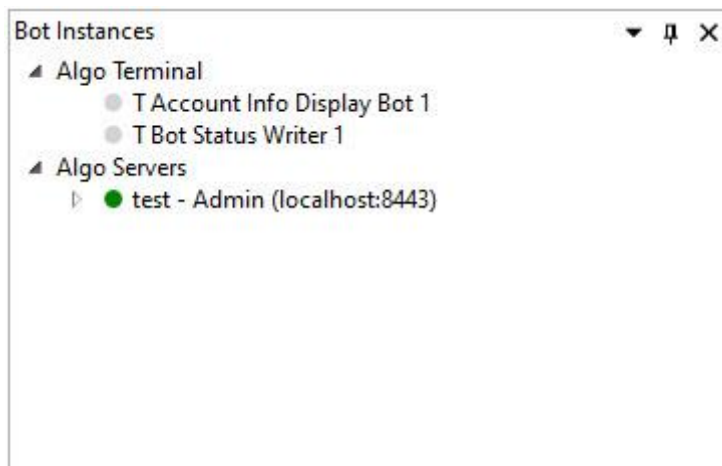 Bot Instances
Algo Terminal
T Account Info Display Bot 1
T Bot Status Writer 1
Algo Servers
test - Admin (localhost:8443)